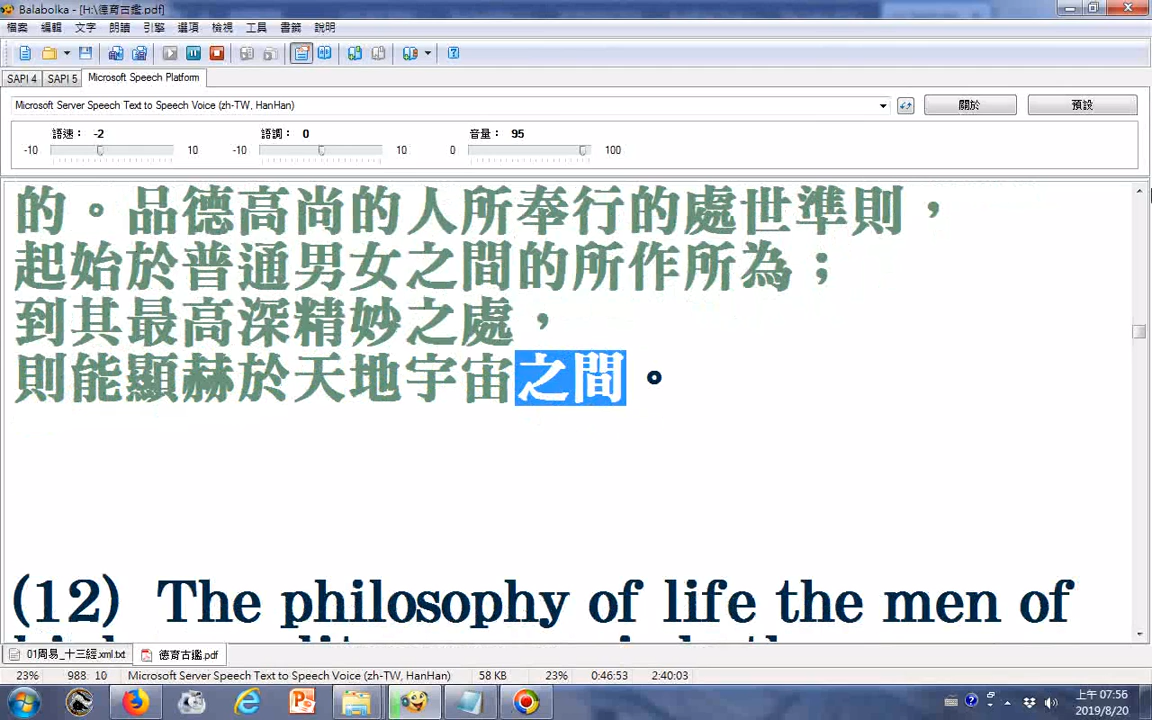 Balabolka - [H:\德育古鑑.pdf]
檔案 編輯 文字 朗讀 引擎 選項 檢視 工具 書籤 說明
SAPI 4 SAPI 5 Microsoft Speech Platform
Microsoft Server Speech Text to Speech Voice (zh-TW, HanHan) 關於 預設
語速： -2 語調： 0 音量： 95
-10 10 -10 10 0 100
的。品德高尚的人所奉行的處世準則，
起始於普通男女之間的所作所為；
到其最高深精妙之處，
則能顯赫於天地宇宙之間。
(12) The philosophy of life the men of
01周易_十三經.xml.txt 德育古鑑.pdf
23% 988 10 Microsoft Server Speech Text to Speech Voice (zh-TW, HanHan) 58 KB 23% 0:46:53 2:40:03
上午 07:56
2019/8/20